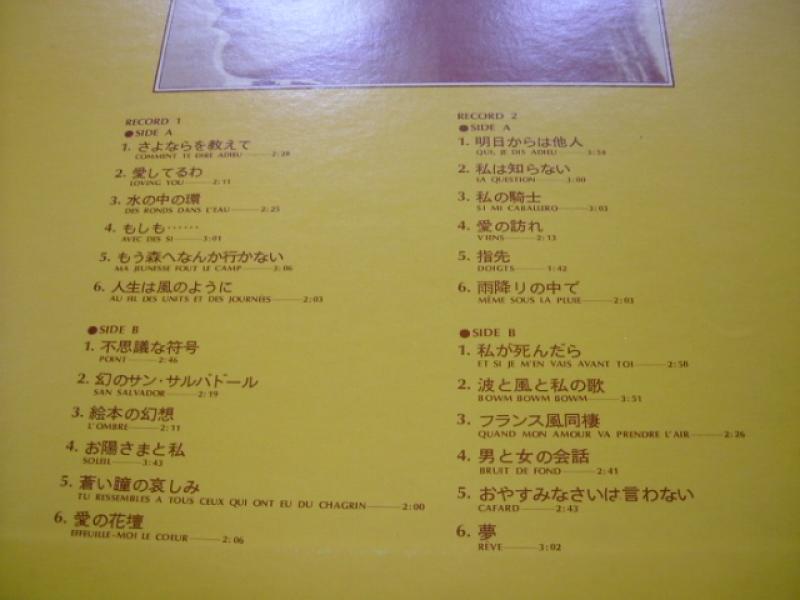 RECORD 1
●SIDE A
1. さよならを教えて
COMMENT TE DIRE ADIEU——2:28
2. 愛してるわ
LOVING YOU——2:11
3. 水の中の環
DES RONDS DANS L'EAU——2:25
4. もしも……
AVEC DES SI——3:01
5. もう森へなんか行かない
MA JEUNESSE FOUT LE CAMP——3:06
6. 人生は風のように
AU FIL DES UNITS ET DES JOURNÉES——2:03
●SIDE B
1. 不思議な符号
POINT——2:46
2. 幻のサン・サルバドール
SAN SALVADOR——2:19
3. 絵本の幻想
L'OMBRE——2:11
4. お陽さまと私
SOLEIL——3:43
5. 蒼い瞳の哀しみ
TU RESSEMBLES A TOUS CEUX QUI ONT EU DU CHAGRIN——2:00
6. 愛の花壇
EFFEUILLE-MOI LE COEUR——2:06
RECORD 2
●SIDE A
1. 明日からは他人
QUI, JE DIS ADIEU——3:58
2. 私は知らない
LA QUESTION——3:00
3. 私の騎士
SI MI CABALLERO——3:03
4. 愛の訪れ
VIENS——2:13
5. 指先
DOIGTS——1:42
6. 雨降りの中で
MÊME SOUS LA PLUIE——2:03
●SIDE B
1. 私が死んだら
ET SI JE M'EN VAIS AVANT TOI——2:58
2. 波と風と私の歌
BOWM BOWM BOWM——3:51
3. フランス風同棲
QUAND MON AMOUR VA PRENDRE L'AIR——2:26
4. 男と女の会話
BRUIT DE FOND——2:41
5. おやすみなさいは言わない
CAFARD——2:43
6. 夢
RÊVE——3:02